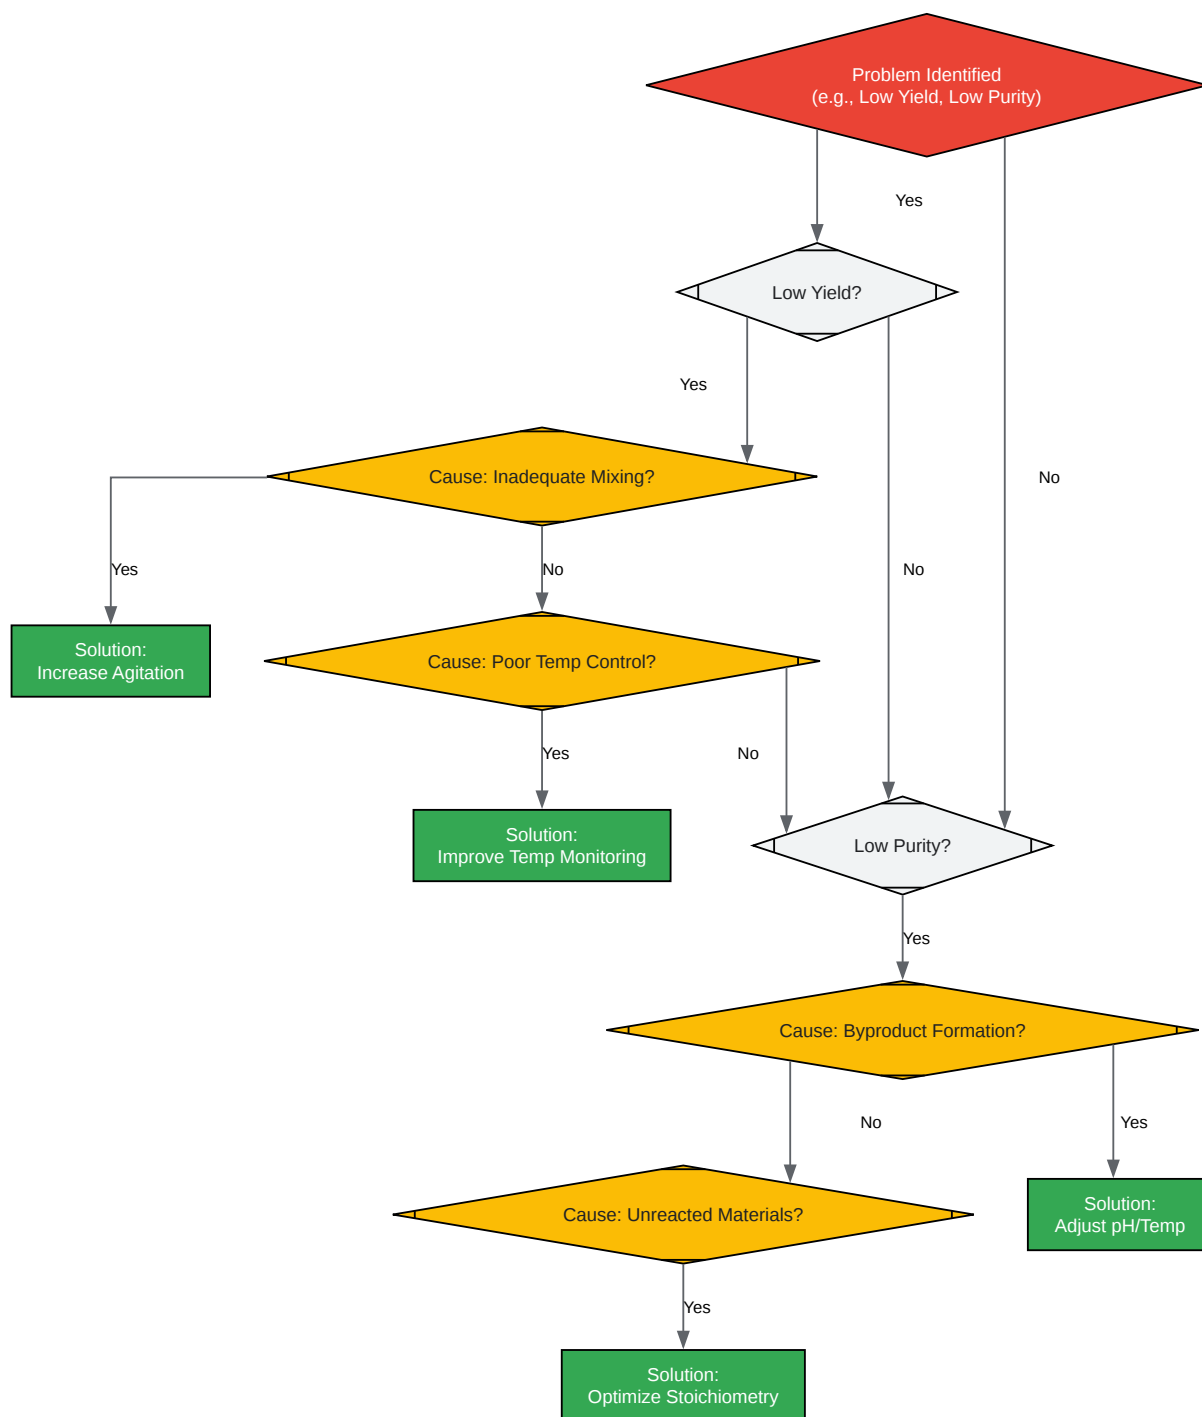 Problem Identified
(e.g., Low Yield, Low Purity)
Yes
Low Yield?
Yes
Cause: Inadequate Mixing?
No
Yes
No
No
Solution:
Increase Agitation
Cause: Poor Temp Control?
Yes
No
Solution:
Improve Temp Monitoring
Low Purity?
Yes
Cause: Byproduct Formation?
No
Yes
Cause: Unreacted Materials?
Solution:
Adjust pH/Temp
Yes
Solution:
Optimize Stoichiometry